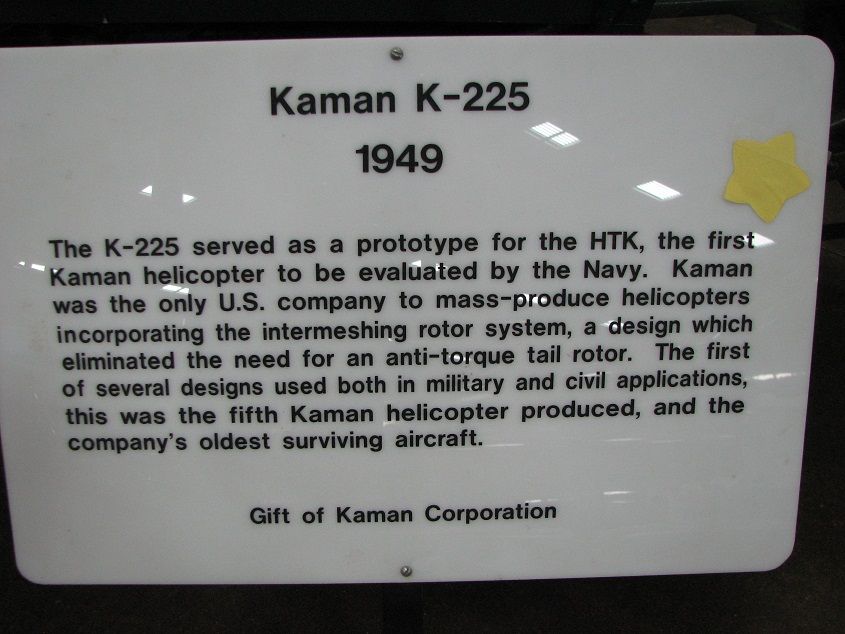 Kaman K-225
1949
The K-225 served as a prototype for the HTK, the first
Kaman helicopter to be evaluated by the Navy. Kaman
was the only U.S. company to mass-produce helicopters
incorporating the intermeshing rotor system, a design which
eliminated the need for an anti-torque tail rotor. The first
of several designs used both in military and civil applications,
this was the fifth Kaman helicopter produced, and the
company's oldest surviving aircraft.
Gift of Kaman Corporation